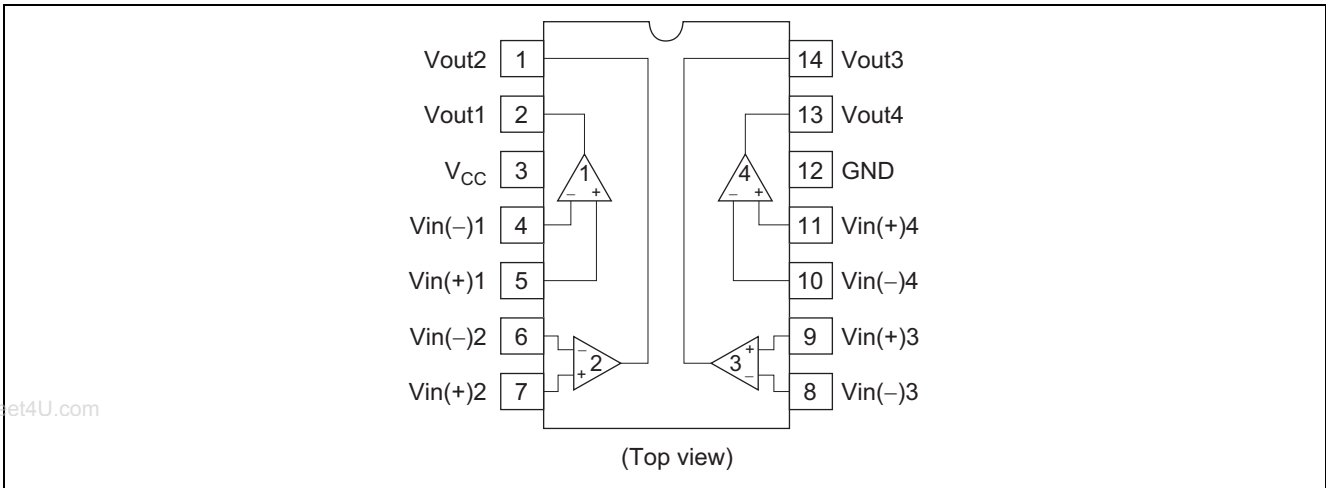 Vout2 1 14 Vout3
Vout1 2 13 Vout4
VCC 3 1 4 12 GND
− + − +
Vin(−)1 4 11 Vin(+)4
Vin(+)1 5 10 Vin(−)4
Vin(−)2 6 − + 9 Vin(+)3
2 3
Vin(+)2 7 + − 8 Vin(−)3
et4U.com
(Top view)